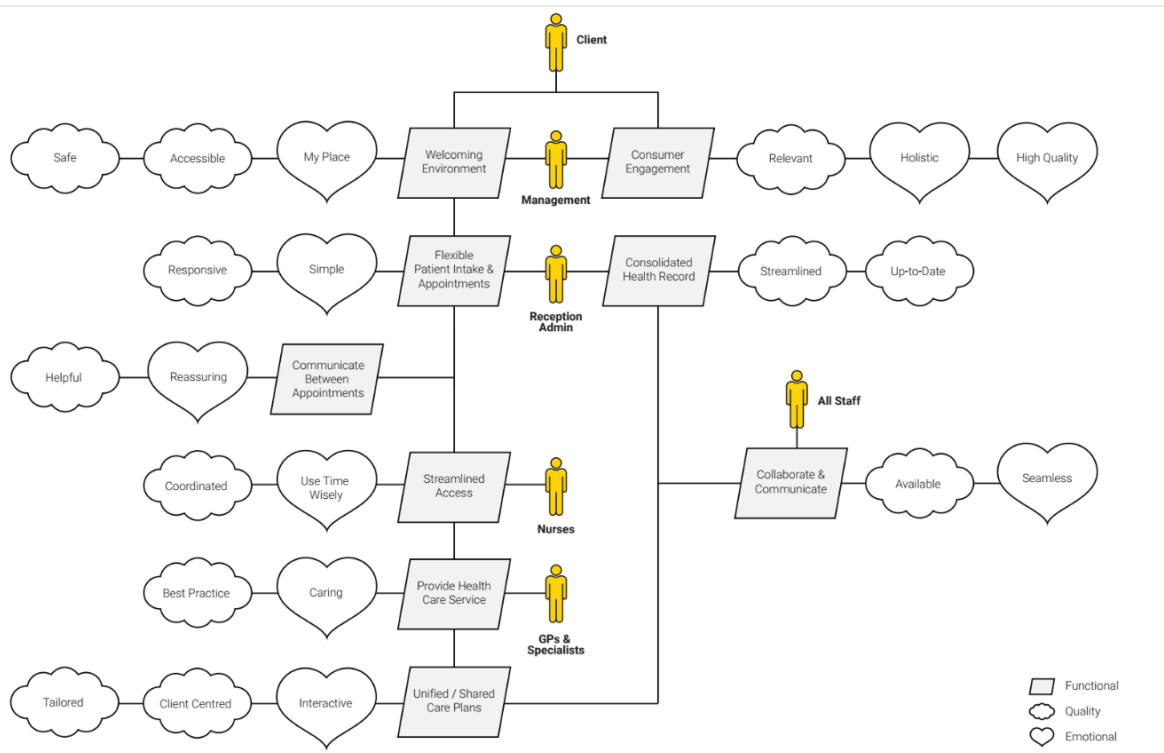 Client
Safe
Accessible
My Place
Welcoming
Environment
Management
Consumer
Engagement
Relevant
Holistic
High Quality
Responsive
Simple
Flexible
Patient Intake &
Appointments
Reception
Admin
Consolidated
Health Record
Streamlined
Up-to-Date
Helpful
Reassuring
Communicate
Between
Appointments
All Staff
Coordinated
Use Time
Wisely
Streamlined
Access
Nurses
Collaborate &
Communicate
Available
Seamless
Best Practice
Caring
Provide Health
Care Service
GPs &
Specialists
Tailored
Client Centred
Interactive
Unified / Shared
Care Plans
Functional
Quality
Emotional